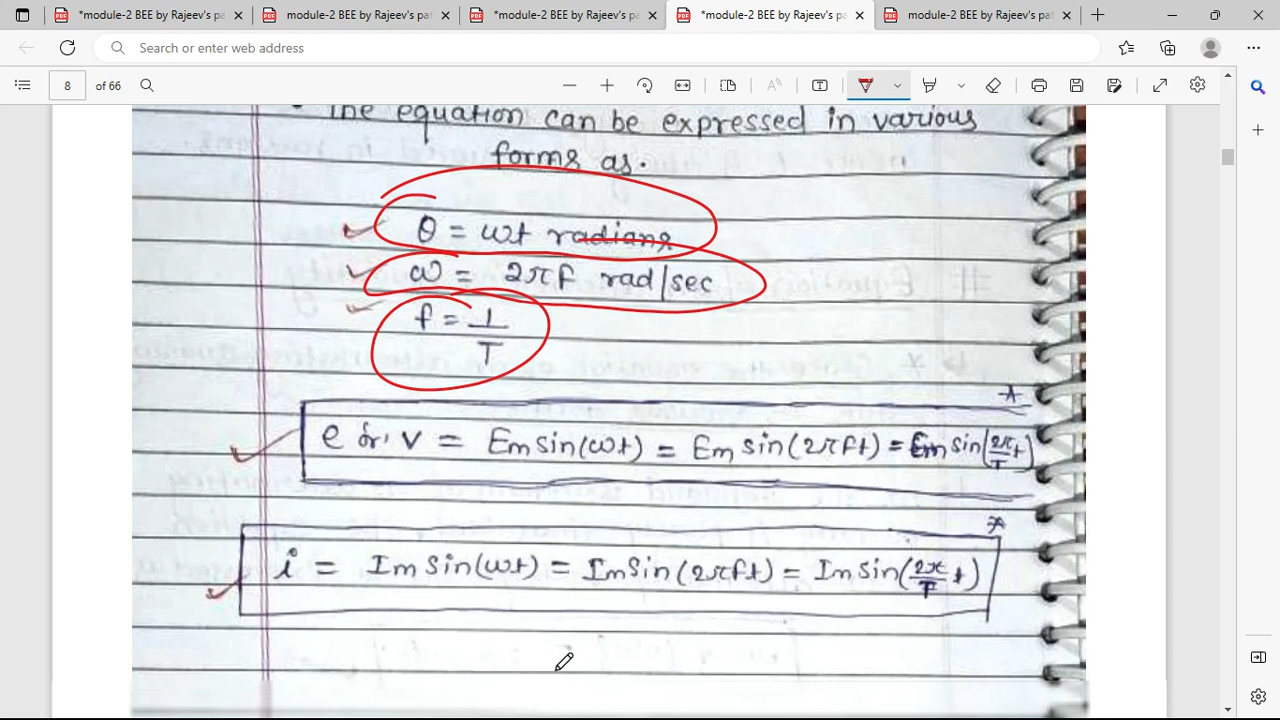 *module-2 BEE by Rajeev's pa
module-2 BEE by Rajeev's pat
*module-2 BEE by Rajeev's pa
*module-2 BEE by Rajeev's pa
module-2 BEE by Rajeev's pat
Search or enter web address
8 of 66
The equation can be expressed in various
forms as.
θ = ωt radians
ω = 2πf rad/sec
f = 1/T
e or, v = Em sin(ωt) = Em sin(2πft) = Em sin(2π/T t)
i = Im sin(ωt) = Im sin(2πft) = Im sin(2π/T t)